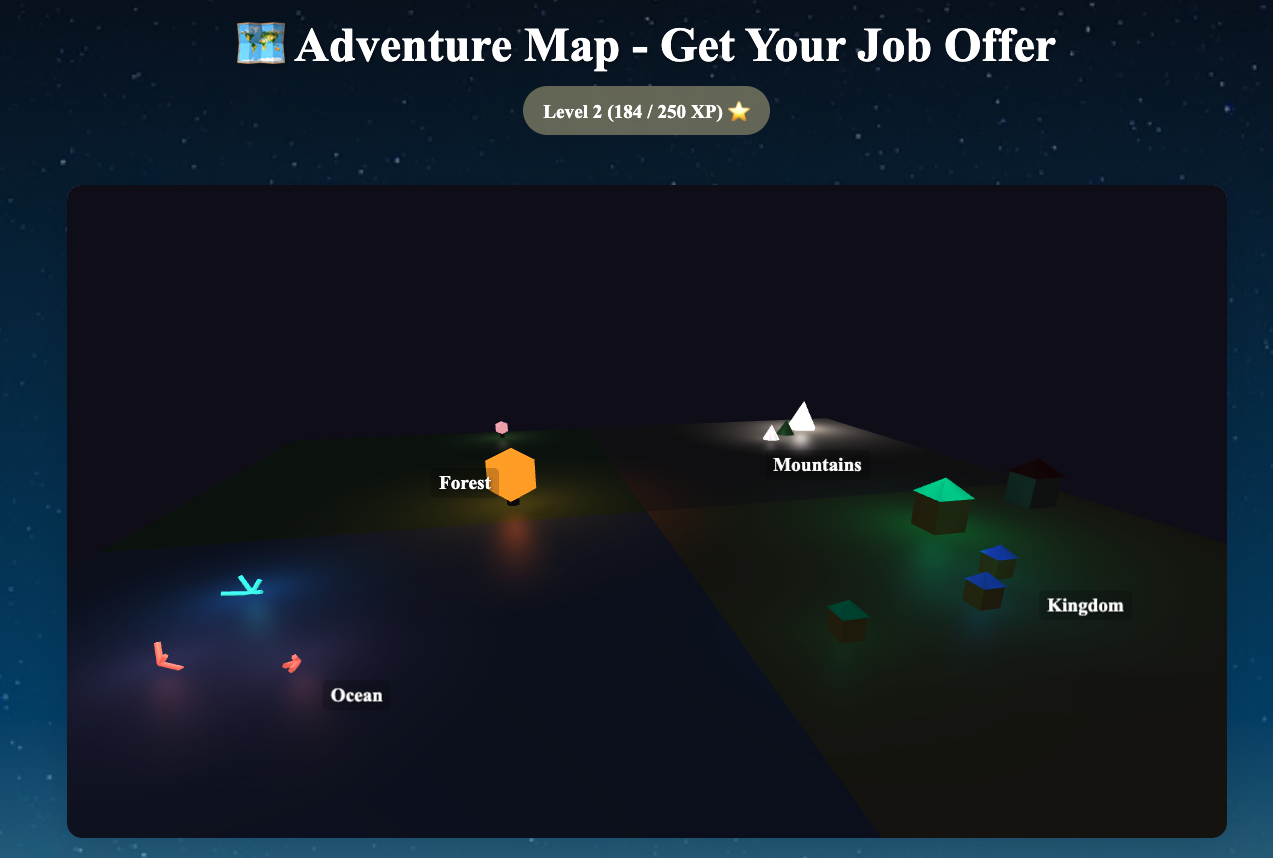 🗺️ Adventure Map - Get Your Job Offer
Level 2 (184 / 250 XP) ⭐
Mountains
Forest
Kingdom
Ocean